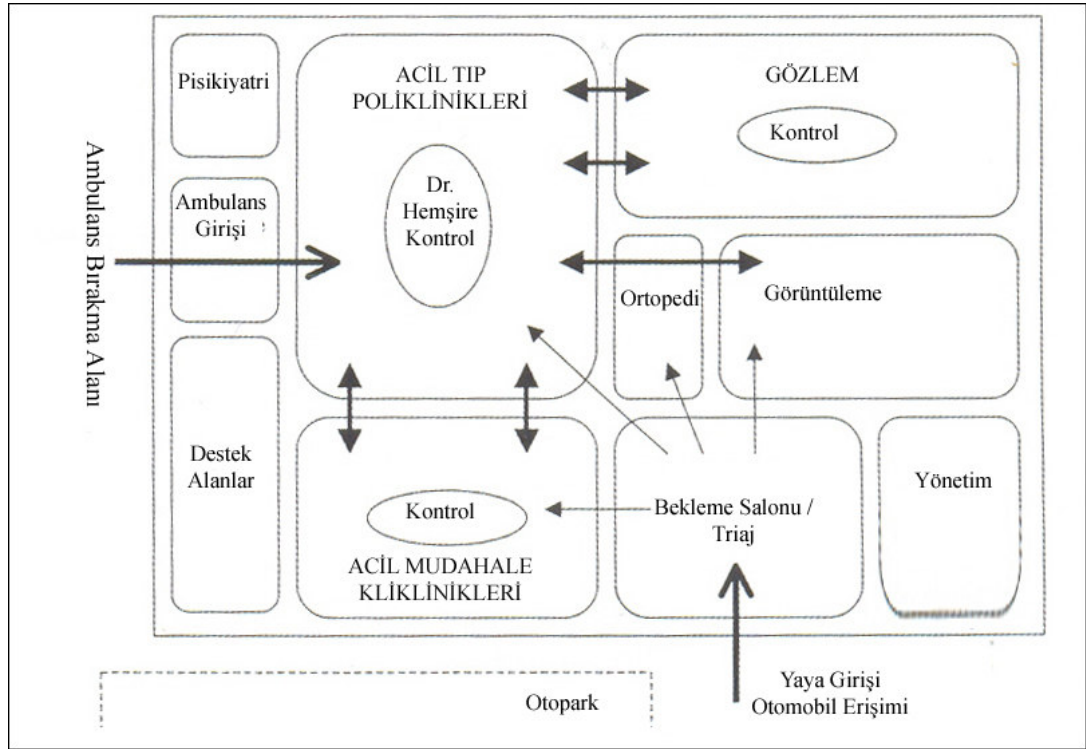 Pisikiyatri
ACİL TIP
POLİKLİNİKLERİ
GÖZLEM
Kontrol
Ambulans Bırakma Alanı
Ambulans
Girişi
Dr.
Hemşire
Kontrol
Ortopedi
Görüntüleme
Destek
Alanlar
Kontrol
ACİL MUDAHALE
KLİKLİNİKLERİ
Bekleme Salonu /
Triaj
Yönetim
Otopark
Yaya Girişi
Otomobil Erişimi